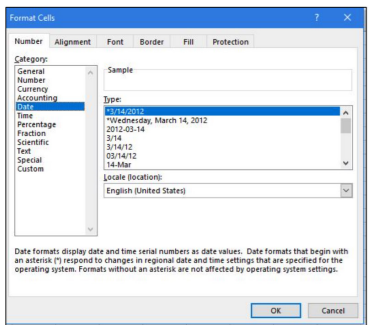 Format Cells ? ×
Number Alignment Font Border Fill Protection
Category:
General
Number
Currency
Accounting
Date
Time
Percentage
Fraction
Scientific
Text
Special
Custom
Sample
Type:
*3/14/2012
*Wednesday, March 14, 2012
2012-03-14
3/14
3/14/12
03/14/12
14-Mar
Locale (location):
English (United States)
Date formats display date and time serial numbers as date values. Date formats that begin with
an asterisk (*) respond to changes in regional date and time settings that are specified for the
operating system. Formats without an asterisk are not affected by operating system settings.
OK Cancel